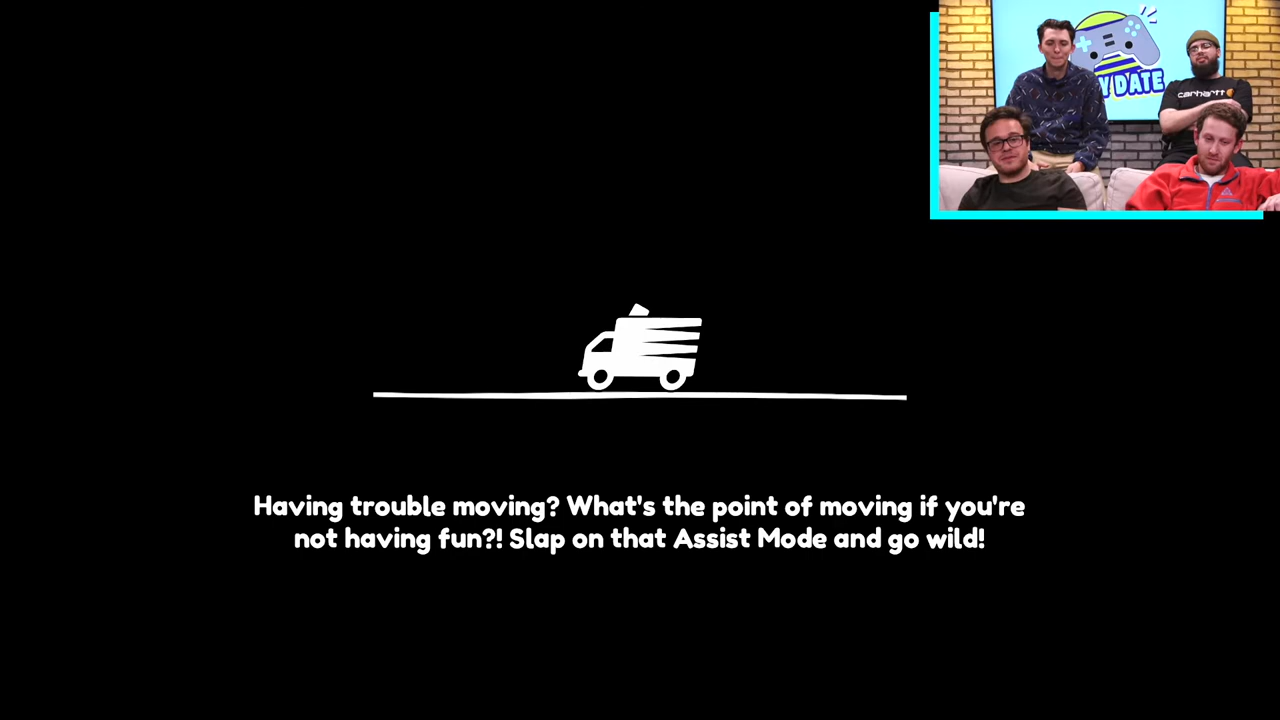 Y DATE
carhartt
Having trouble moving? What's the point of moving if you're
not having fun?! Slap on that Assist Mode and go wild!